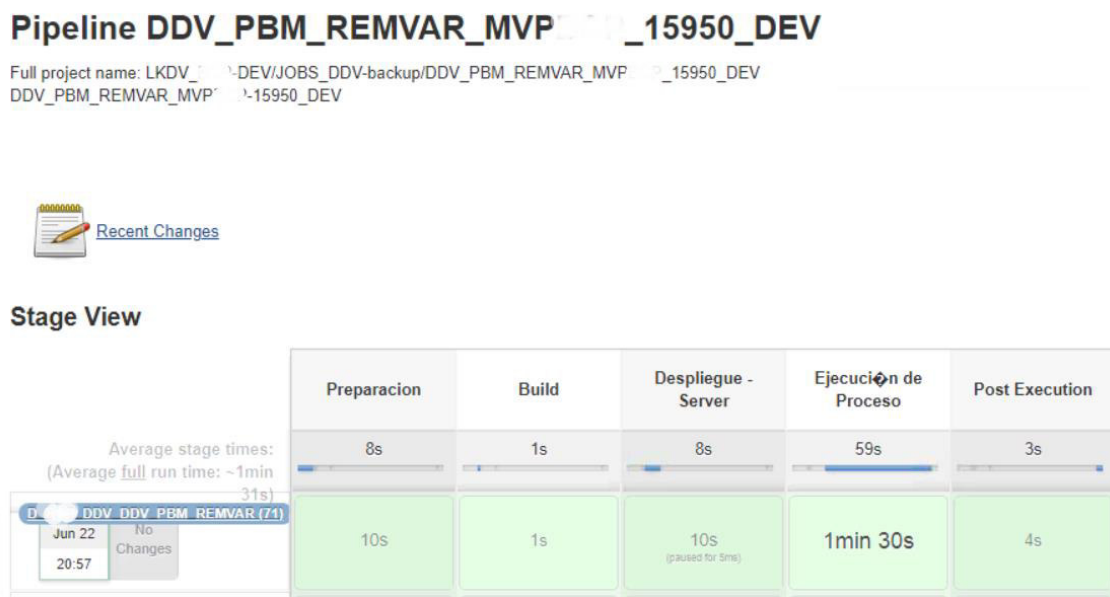 Pipeline DDV_PBM_REMVAR_MVP _15950_DEV
Full project name: LKDV_ -DEV/JOBS_DDV-backup/DDV_PBM_REMVAR_MVP _15950_DEV
DDV_PBM_REMVAR_MVP -15950_DEV
Recent Changes
Stage View
Preparacion
Build
Despliegue -
Server
Ejecuci�n de
Proceso
Post Execution
Average stage times:
(Average full run time: ~1min
31s)
8s
1s
8s
59s
3s
D DDV_DDV_PBM_REMVAR (71)
Jun 22
20:57
No
Changes
10s
1s
10s
(paused for 5ms)
1min 30s
4s